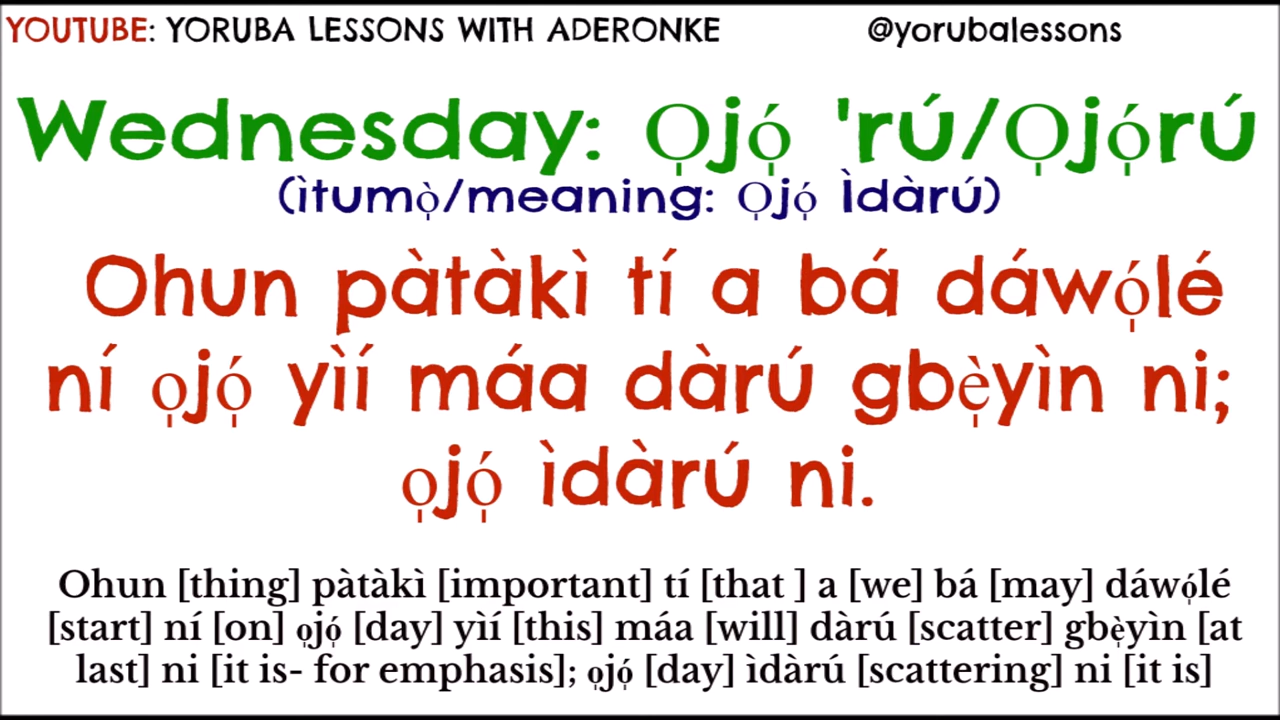 YOUTUBE: YORUBA LESSONS WITH ADERONKE @yorubalessons
Wednesday: Ọjọ́ 'rú/Ọjọ́rú
(ìtumọ̀/meaning: Ọjọ́ Ìdàrú)
Ohun pàtàkì tí a bá dáwọ́lé
ní ọjọ́ yìí máa dàrú gbẹ̀yìn ni;
ọjọ́ ìdàrú ni.
Ohun [thing] pàtàkì [important] tí [that ] a [we] bá [may] dáwọ́lé
[start] ní [on] ọjọ́ [day] yìí [this] máa [will] dàrú [scatter] gbẹ̀yìn [at
last] ni [it is- for emphasis]; ọjọ́ [day] ìdàrú [scattering] ni [it is]